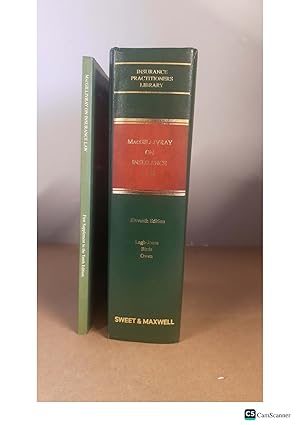 MACGILLIVRAY ON INSURANCE LAW
First Supplement to the Tenth Edition
INSURANCE
PRACTITIONERS
LIBRARY
MACGILLIVRAY
ON
INSURANCE
Eleventh Edition
Legh-Jones
Birds
Owen
SWEET & MAXWELL
CS CamScanner